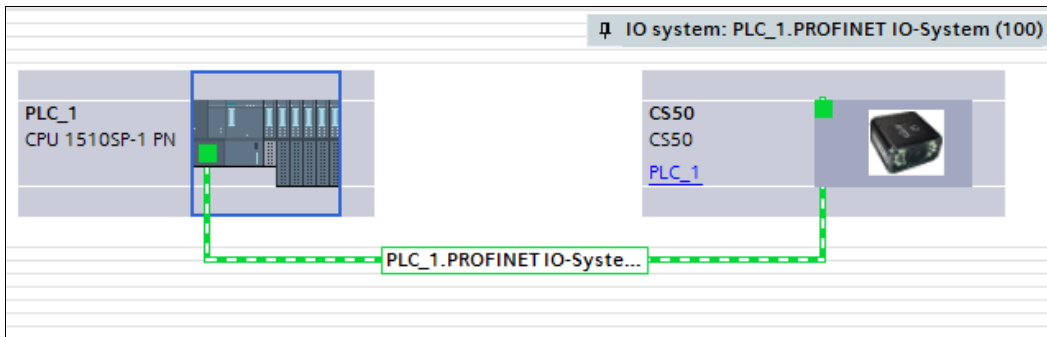 IO system: PLC_1.PROFINET IO-System (100)
PLC_1
CPU 1510SP-1 PN
CS50
CS50
PLC_1
PLC_1.PROFINET IO-Syste...